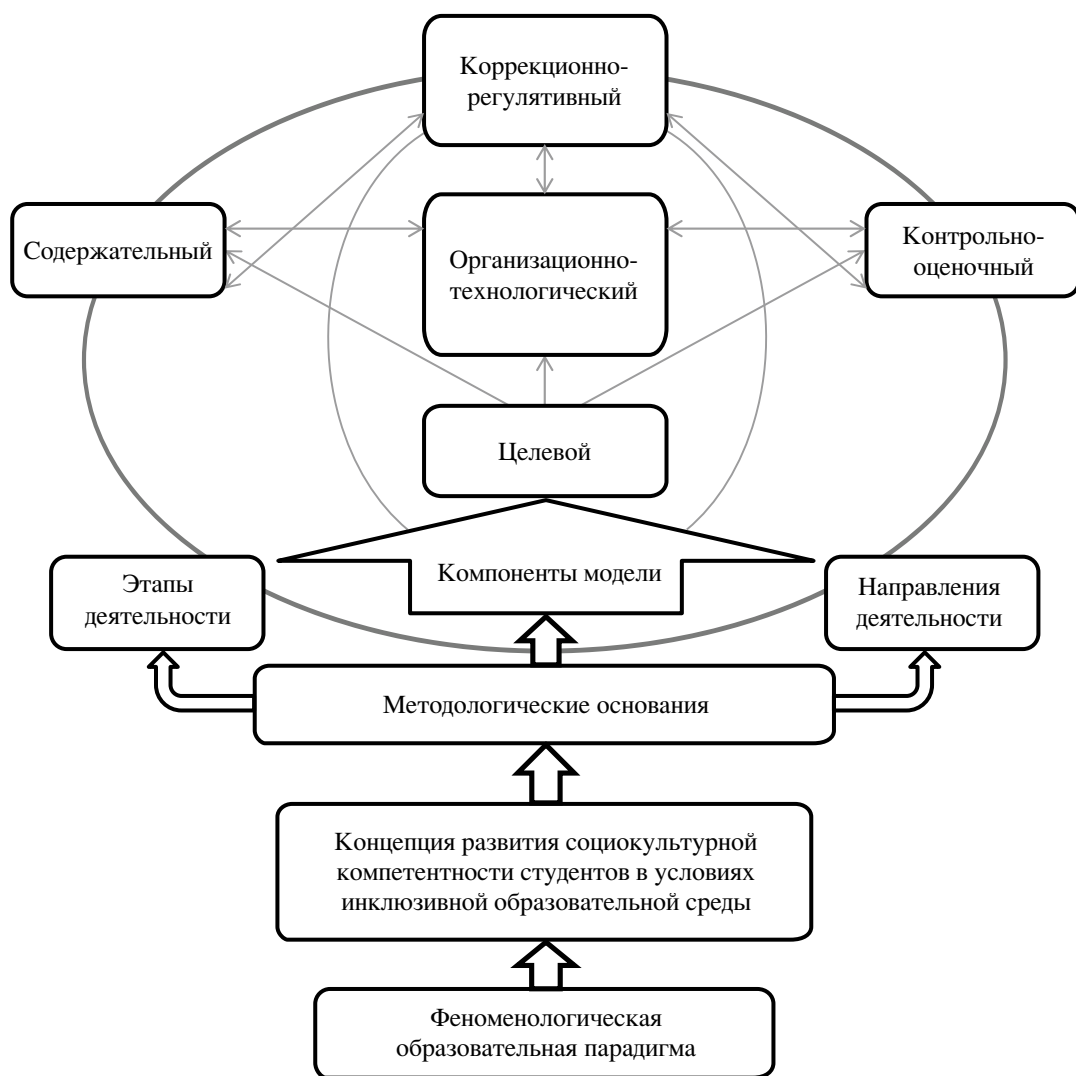 Коррекционно-
регулятивный
Содержательный
Организационно-
технологический
Контрольно-
оценочный
Целевой
Этапы
деятельности
Компоненты модели
Направления
деятельности
Методологические основания
Концепция развития социокультурной
компетентности студентов в условиях
инклюзивной образовательной среды
Феноменологическая
образовательная парадигма